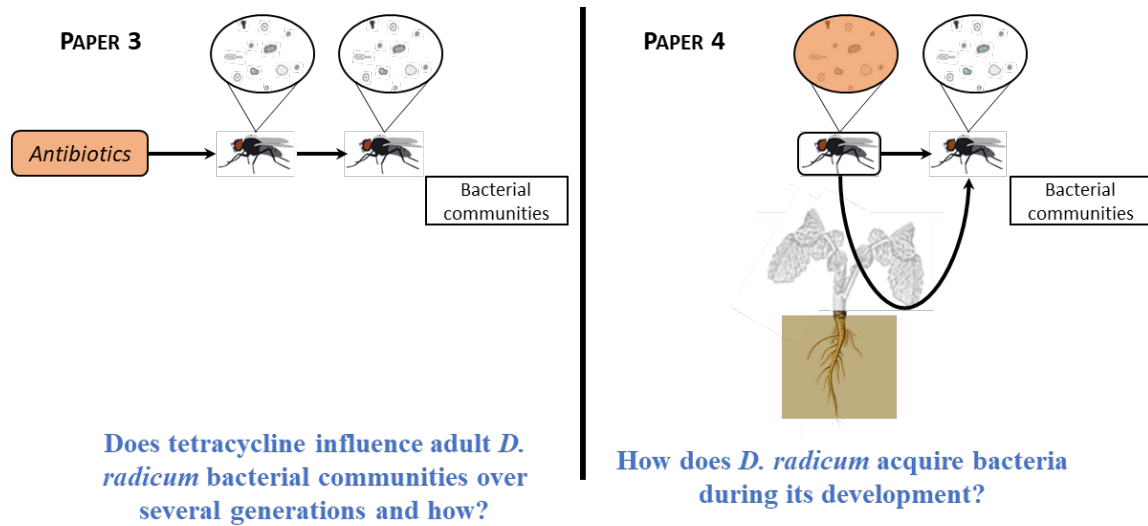 PAPER 3
Antibiotics
Bacterial
communities
Does tetracycline influence adult D.
radicum bacterial communities over
several generations and how?
PAPER 4
Bacterial
communities
How does D. radicum acquire bacteria
during its development?